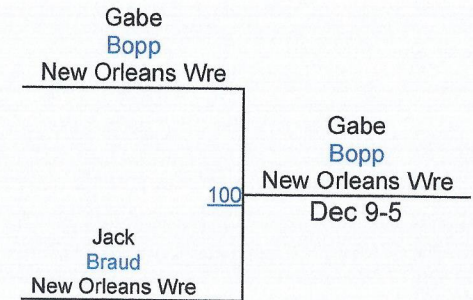 Gabe
Bopp
New Orleans Wre
Gabe
Bopp
New Orleans Wre
100
Dec 9-5
Jack
Braud
New Orleans Wre